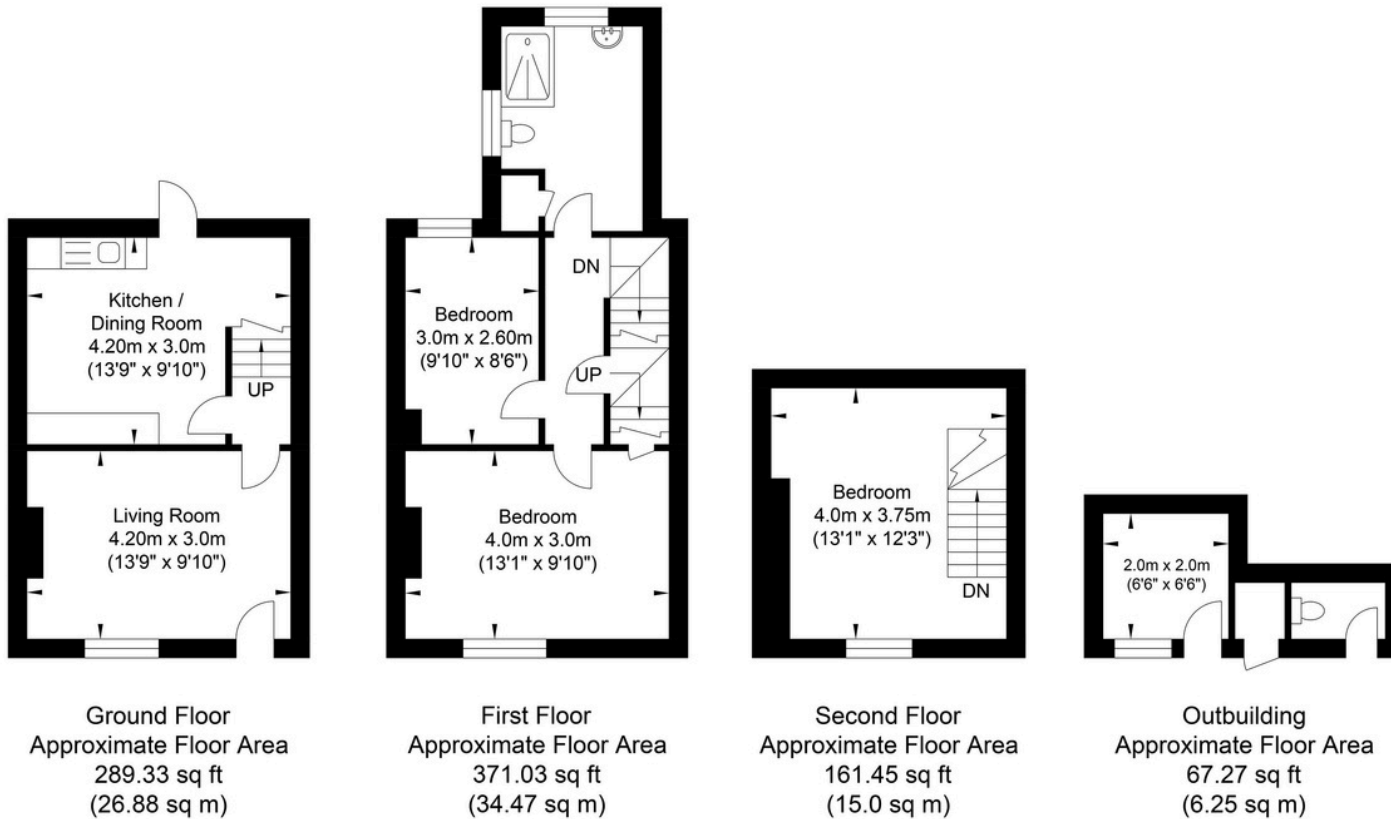 Kitchen /
Dining Room
4.20m x 3.0m
(13'9" x 9'10")
UP
Living Room
4.20m x 3.0m
(13'9" x 9'10")
Ground Floor
Approximate Floor Area
289.33 sq ft
(26.88 sq m)
DN
Bedroom
3.0m x 2.60m
(9'10" x 8'6")
UP
Bedroom
4.0m x 3.0m
(13'1" x 9'10")
First Floor
Approximate Floor Area
371.03 sq ft
(34.47 sq m)
Bedroom
4.0m x 3.75m
(13'1" x 12'3")
DN
Second Floor
Approximate Floor Area
161.45 sq ft
(15.0 sq m)
2.0m x 2.0m
(6'6" x 6'6")
Outbuilding
Approximate Floor Area
67.27 sq ft
(6.25 sq m)